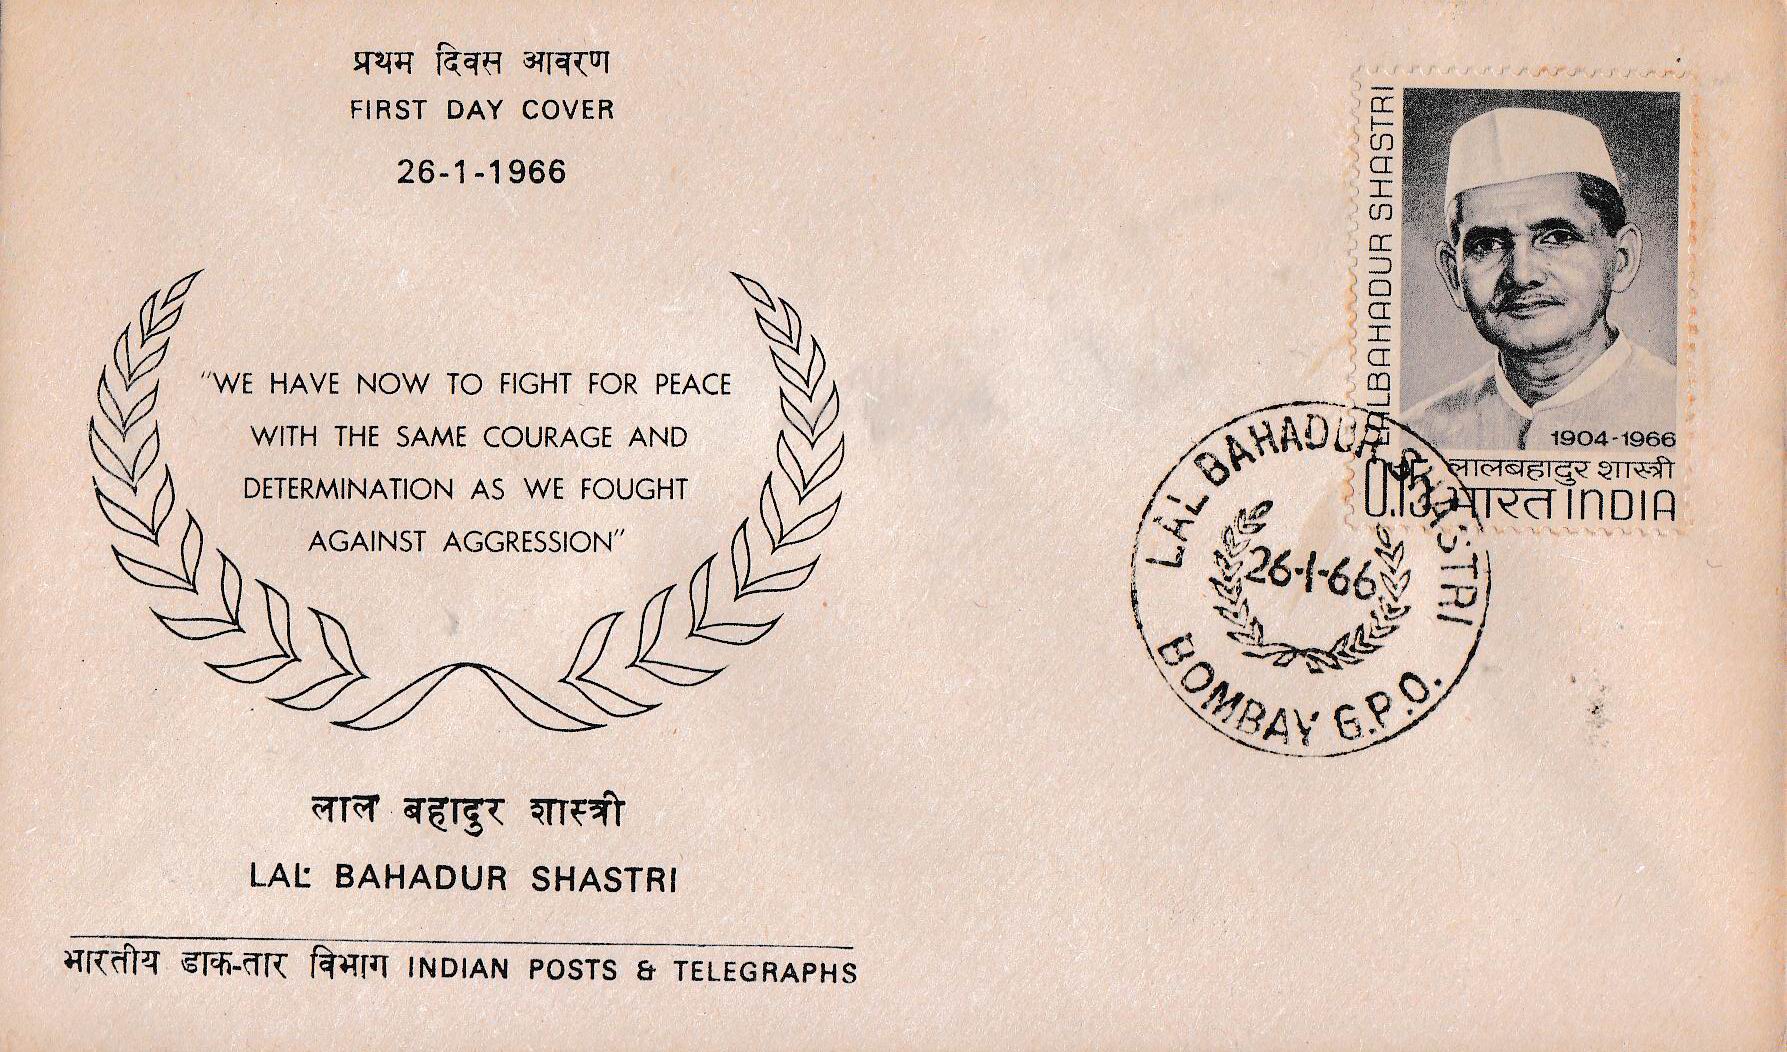 प्रथम दिवस आवरण
FIRST DAY COVER
26-1-1966
"WE HAVE NOW TO FIGHT FOR PEACE
WITH THE SAME COURAGE AND
DETERMINATION AS WE FOUGHT
AGAINST AGGRESSION"
लाल बहादुर शास्त्री
LAL BAHADUR SHASTRI
भारतीय डाक-तार विभाग INDIAN POSTS & TELEGRAPHS
LALBAHADUR SHASTRI
1904-1966
लालबहादुर शास्त्री
0.15 भारत INDIA
LAL BAHADUR SHASTRI
26-1-66
BOMBAY G.P.O.